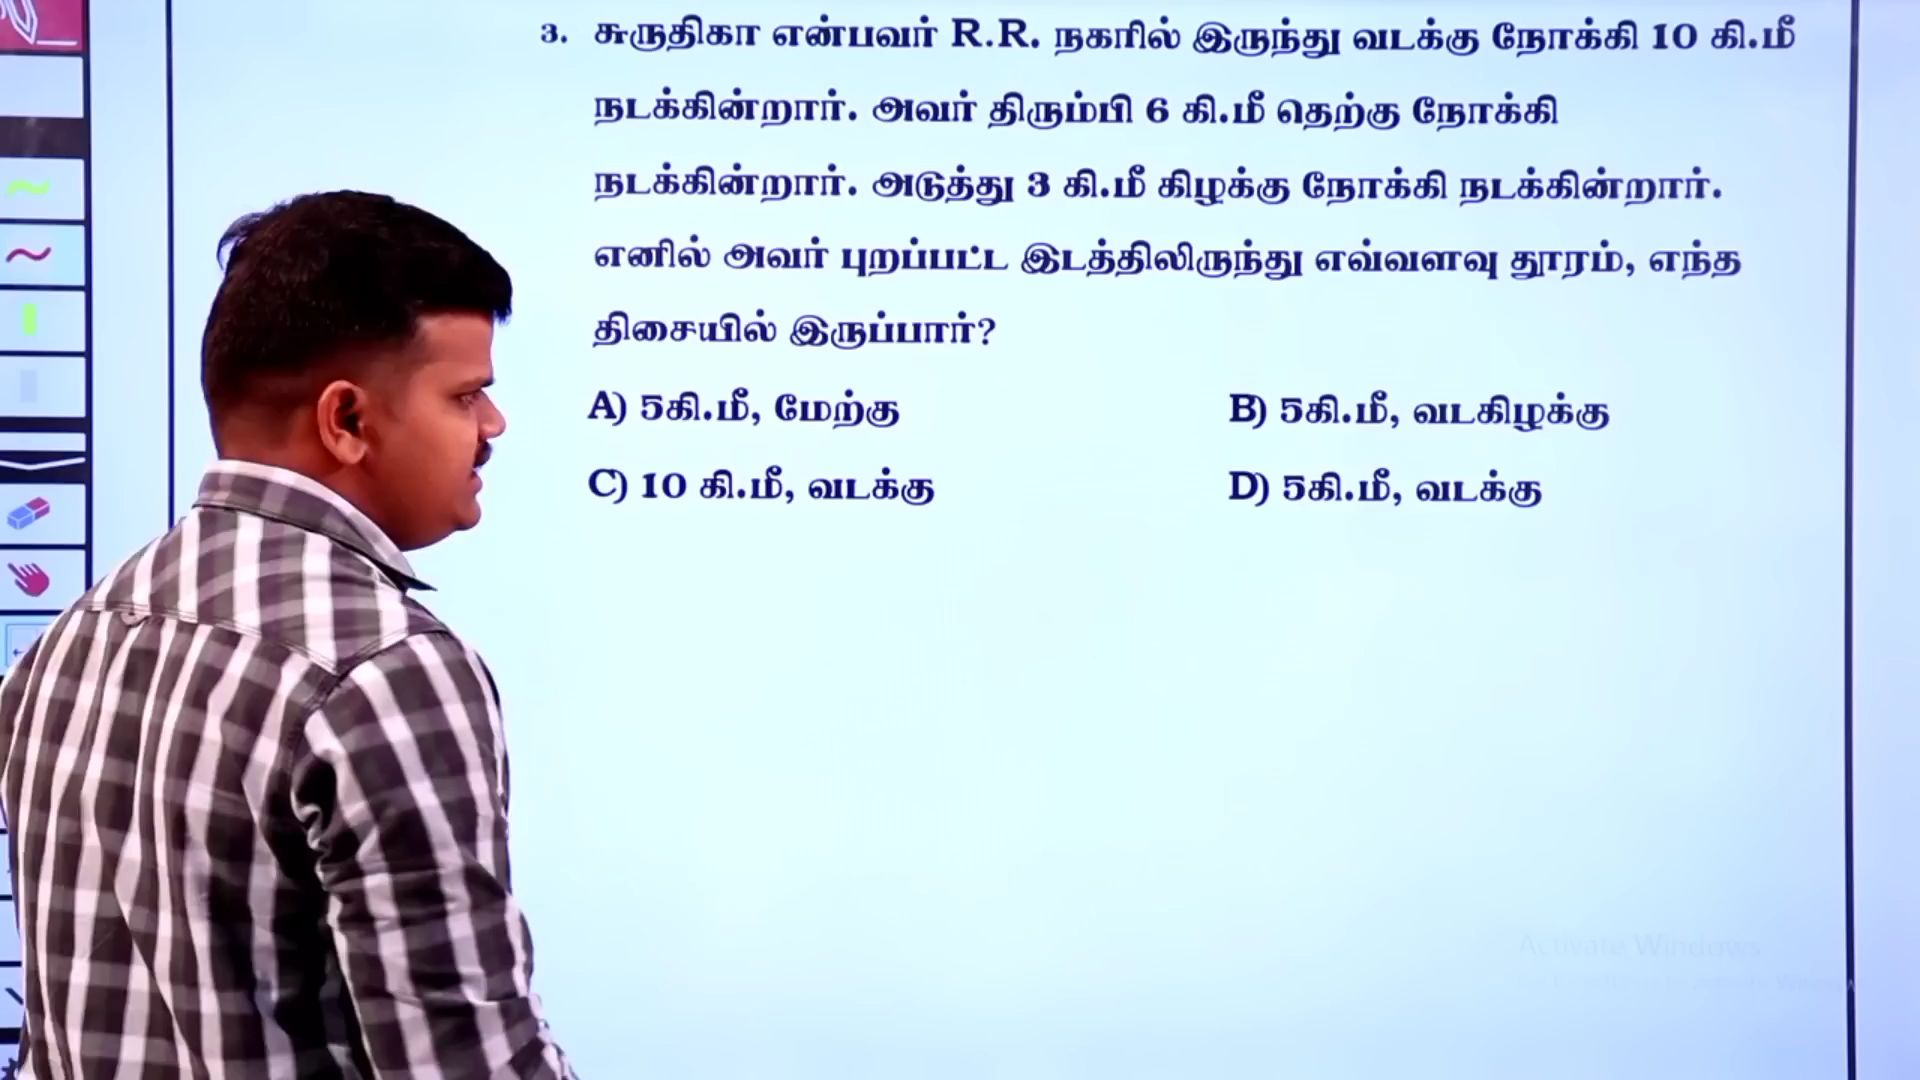 3. சுருதிகா என்பவர் R.R. நகரில் இருந்து வடக்கு நோக்கி 10 கி.மீ
நடக்கின்றார். அவர் திரும்பி 6 கி.மீ தெற்கு நோக்கி
நடக்கின்றார். அடுத்து 3 கி.மீ கிழக்கு நோக்கி நடக்கின்றார்.
எனில் அவர் புறப்பட்ட இடத்திலிருந்து எவ்வளவு தூரம், எந்த
திசையில் இருப்பார்?
A) 5கி.மீ, மேற்கு
B) 5கி.மீ, வடகிழக்கு
C) 10 கி.மீ, வடக்கு
D) 5கி.மீ, வடக்கு
Activate Windows